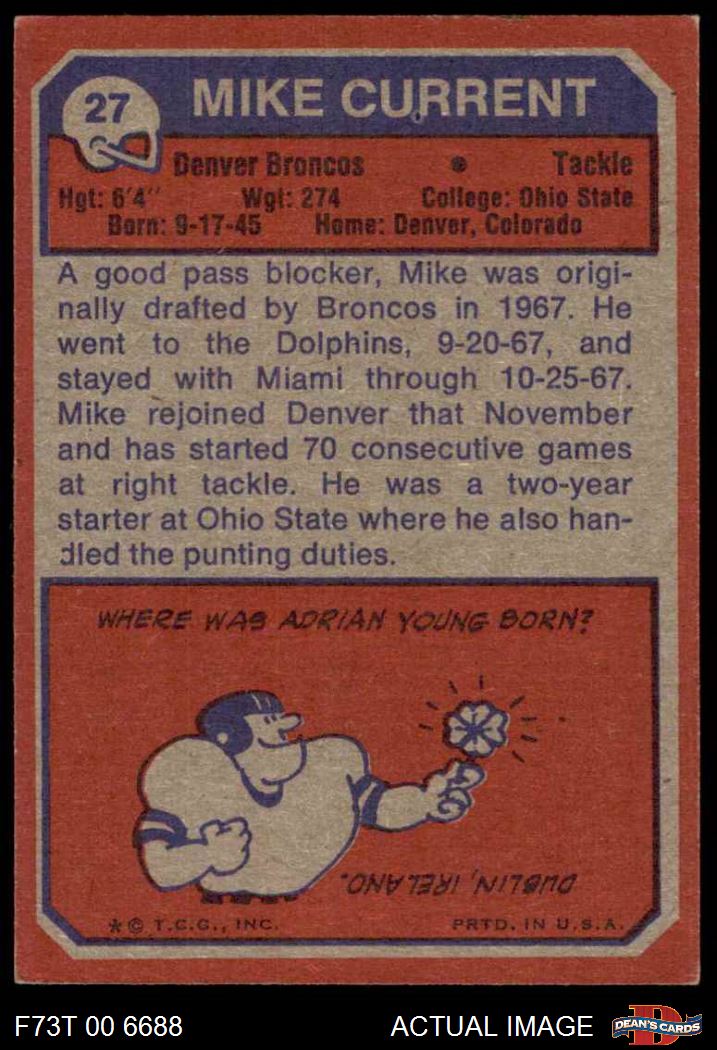 27
MIKE CURRENT
Denver Broncos • Tackle
Hgt: 6'4" Wgt: 274 College: Ohio State
Born: 9-17-45 Home: Denver, Colorado
A good pass blocker, Mike was origi-
nally drafted by Broncos in 1967. He
went to the Dolphins, 9-20-67, and
stayed with Miami through 10-25-67.
Mike rejoined Denver that November
and has started 70 consecutive games
at right tackle. He was a two-year
starter at Ohio State where he also han-
dled the punting duties.
WHERE WAS ADRIAN YOUNG BORN?
DUBLIN, IRELAND.
* © T.C.G., INC. PRTD. IN U.S.A.
F73T 00 6688 ACTUAL IMAGE D DEAN'S CARDS